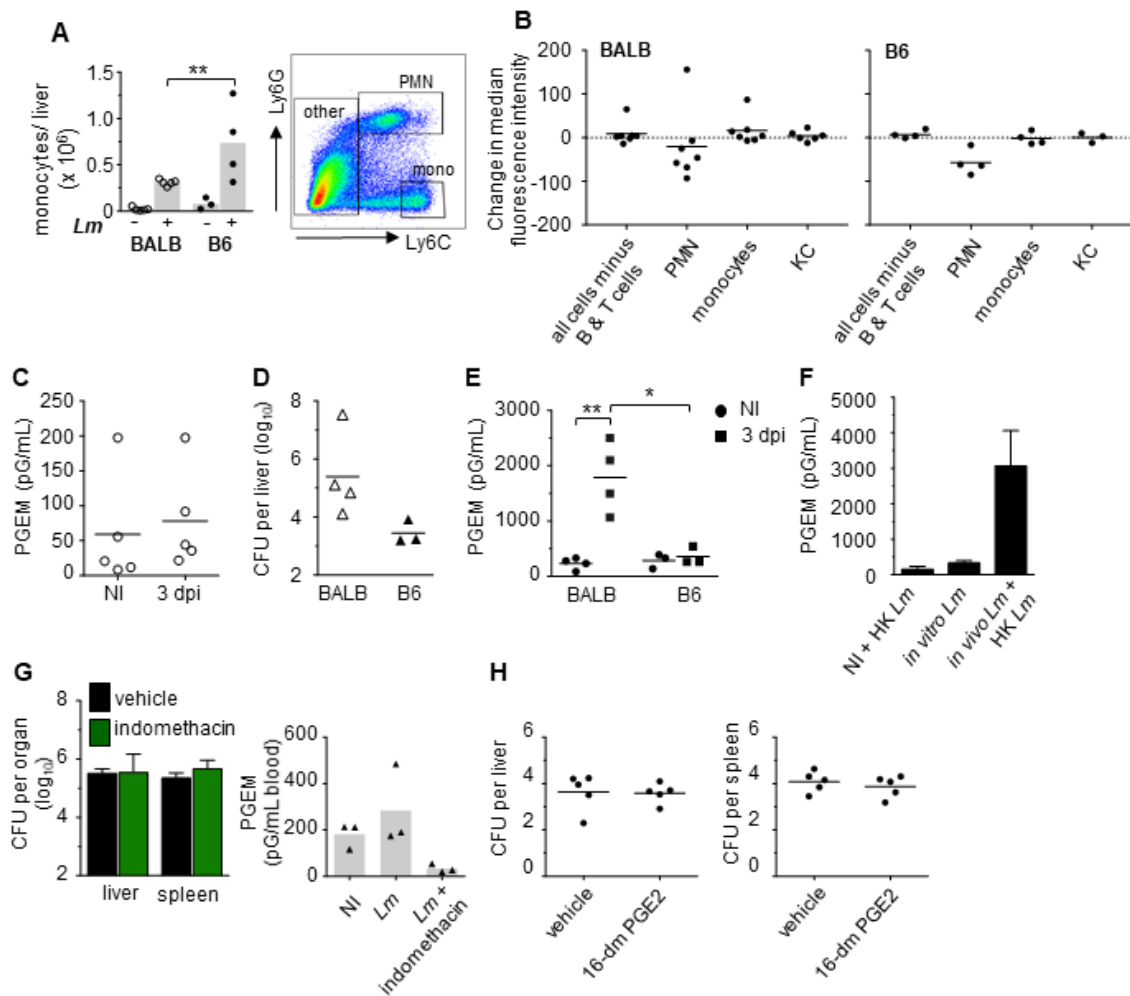 A
monocytes/ liver
(x 10⁶)
1.5
1.0
0.5
0
**
Lm
- + - +
BALB B6
Ly6G
other
PMN
mono
Ly6C
B
Change in median
fluorescence intensity
200
100
0
-100
-200
BALB
all cells minus
B & T cells
PMN
monocytes
KC
B6
all cells minus
B & T cells
PMN
monocytes
KC
C
PGEM (pG/mL)
250
200
150
100
50
0
NI 3 dpi
D
CFU per liver (log₁₀)
8
6
4
2
BALB B6
E
PGEM (pG/mL)
3000
2000
1000
0
** *
NI
3 dpi
BALB B6
F
PGEM (pG/mL)
5000
4000
3000
2000
1000
0
NI + HK Lm
in vitro Lm
in vivo Lm +
HK Lm
G
CFU per organ
(log₁₀)
8
6
4
2
vehicle
indomethacin
liver spleen
PGEM
(pG/mL blood)
600
400
200
0
NI
Lm
Lm +
indomethacin
H
CFU per liver
6
4
2
0
vehicle
16-dm PGE2
CFU per spleen
6
4
2
0
vehicle
16-dm PGE2